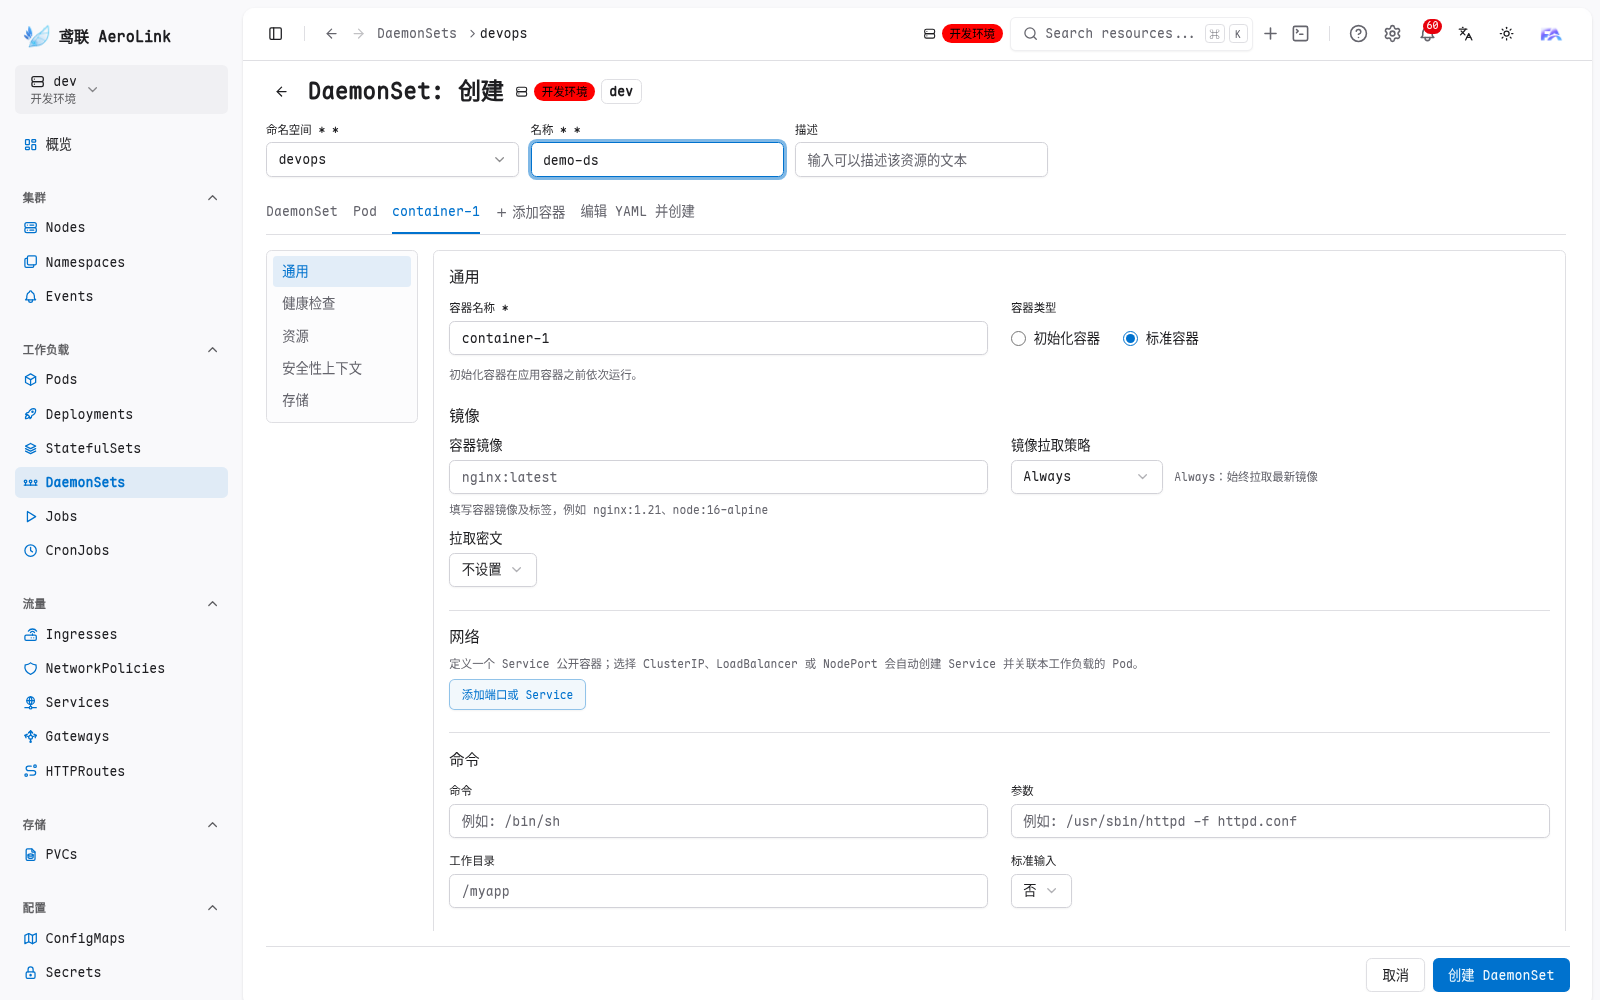 鸢联 AeroLink
dev
开发环境
概览
集群
Nodes
Namespaces
Events
工作负载
Pods
Deployments
StatefulSets
DaemonSets
Jobs
CronJobs
流量
Ingresses
NetworkPolicies
Services
Gateways
HTTPRoutes
存储
PVCs
配置
ConfigMaps
Secrets
DaemonSets
devops
开发环境
Search resources...
⌘
K
60
DaemonSet: 创建
开发环境
dev
命名空间 * *
名称 * *
描述
devops
demo-ds
输入可以描述该资源的文本
DaemonSet
Pod
container-1
添加容器
编辑 YAML 并创建
通用
健康检查
资源
安全性上下文
存储
通用
容器名称 *
容器类型
container-1
初始化容器
标准容器
初始化容器在应用容器之前依次运行。
镜像
容器镜像
镜像拉取策略
nginx:latest
Always
Always：始终拉取最新镜像
填写容器镜像及标签，例如 nginx:1.21、node:16-alpine
拉取密文
不设置
网络
定义一个 Service 公开容器；选择 ClusterIP、LoadBalancer 或 NodePort 会自动创建 Service 并关联本工作负载的 Pod。
添加端口或 Service
命令
命令
参数
例如: /bin/sh
例如: /usr/sbin/httpd -f httpd.conf
工作目录
标准输入
/myapp
否
取消
创建 DaemonSet